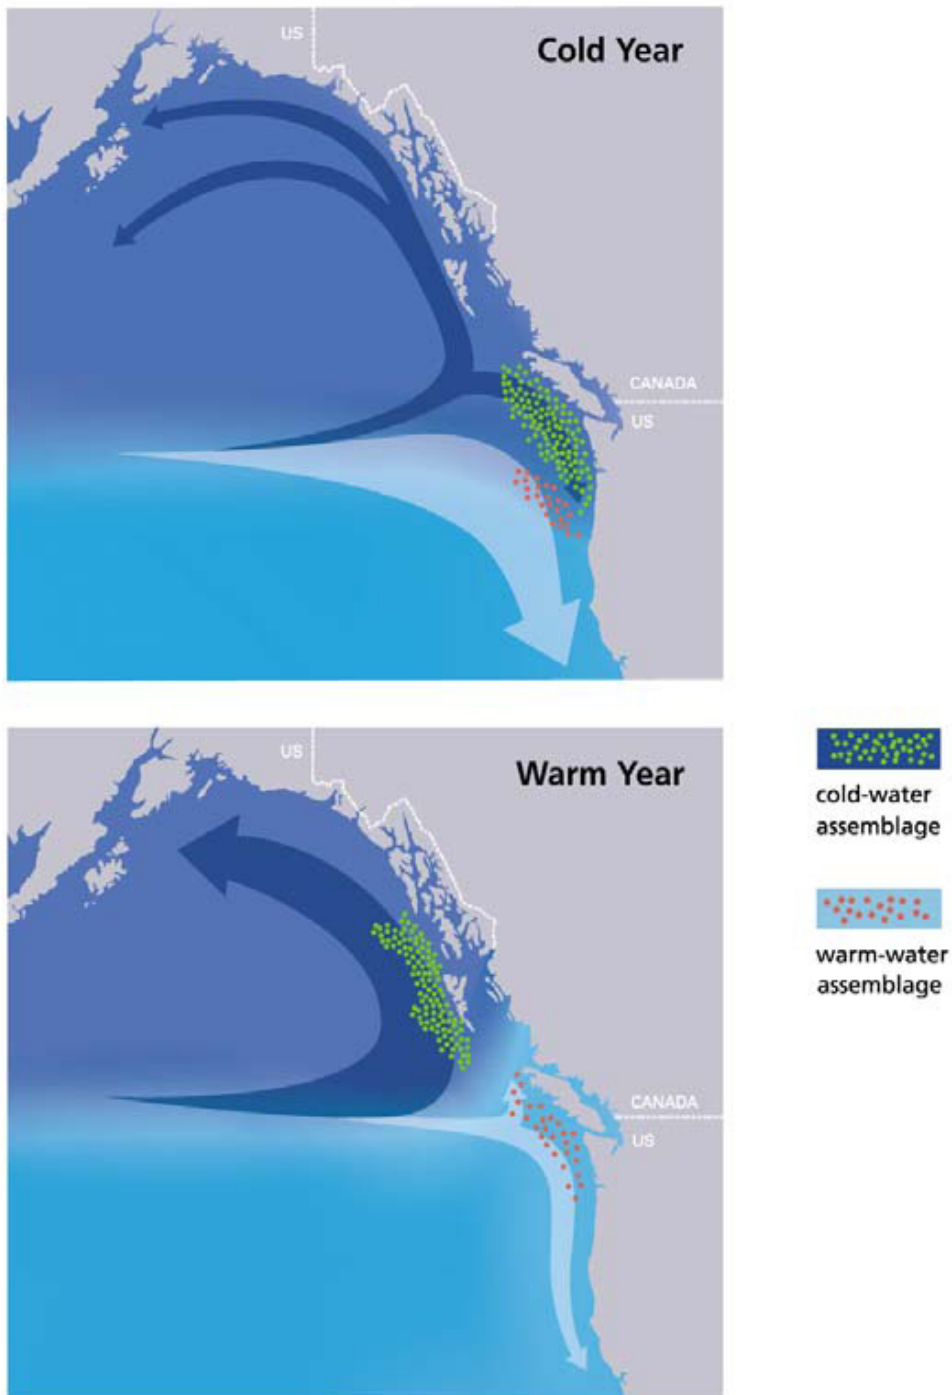 US
Cold Year
CANADA
US
US
Warm Year
cold-water
assemblage
warm-water
assemblage
CANADA
US